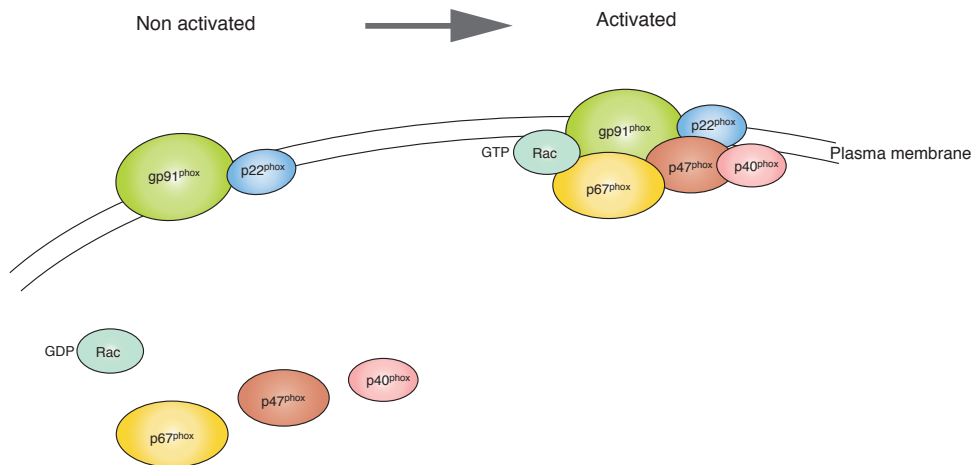 Non activated
Activated
gp91phox
p22phox
GTP
Rac
gp91phox
p22phox
p47phox
p40phox
p67phox
Plasma membrane
GDP
Rac
p67phox
p47phox
p40phox